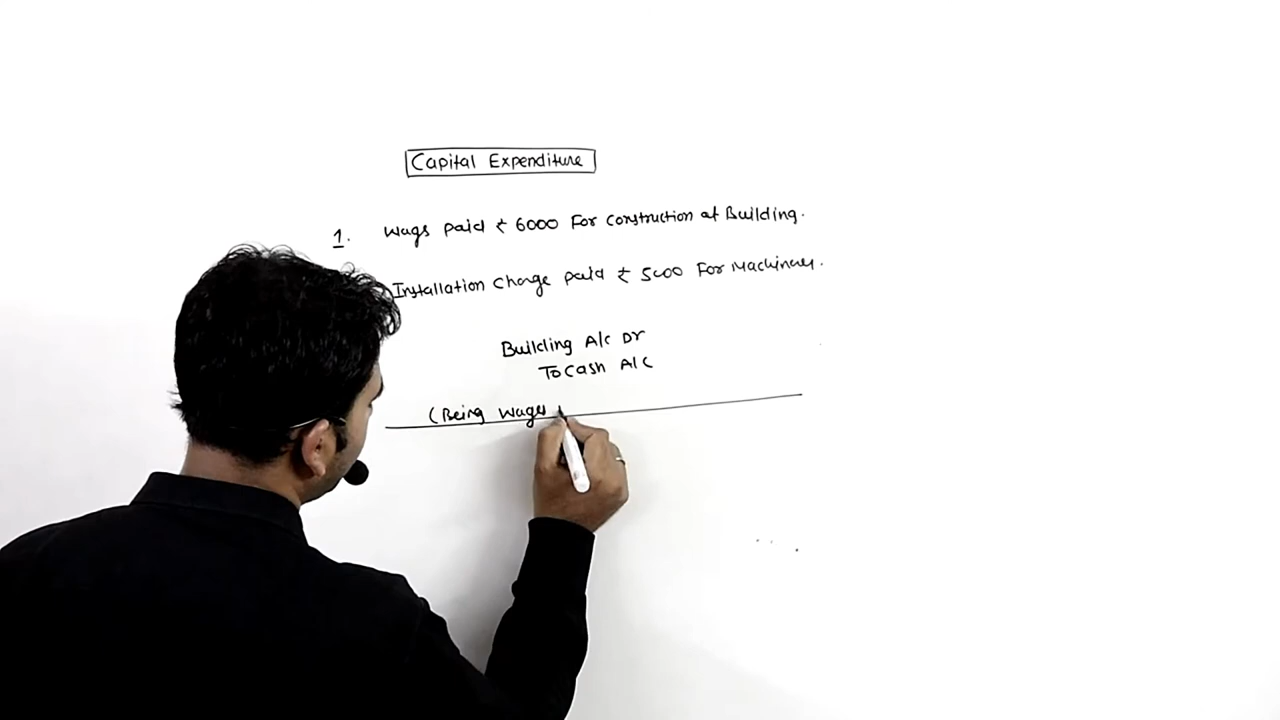 Capital Expenditure
1. Wags paid ₹ 6000 For construction of Building.
Installation Charge paid ₹ 5000 For Machinery.
Building A/c Dr
To Cash A/C
(Being Wages